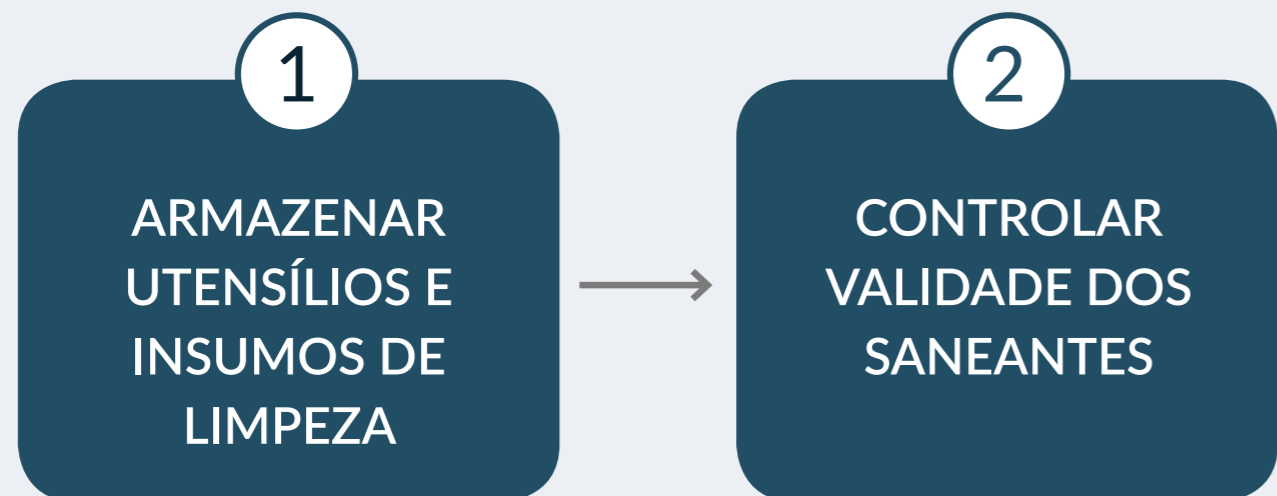 1
ARMAZENAR
UTENSÍLIOS E
INSUMOS DE
LIMPEZA
2
CONTROLAR
VALIDADE DOS
SANEANTES